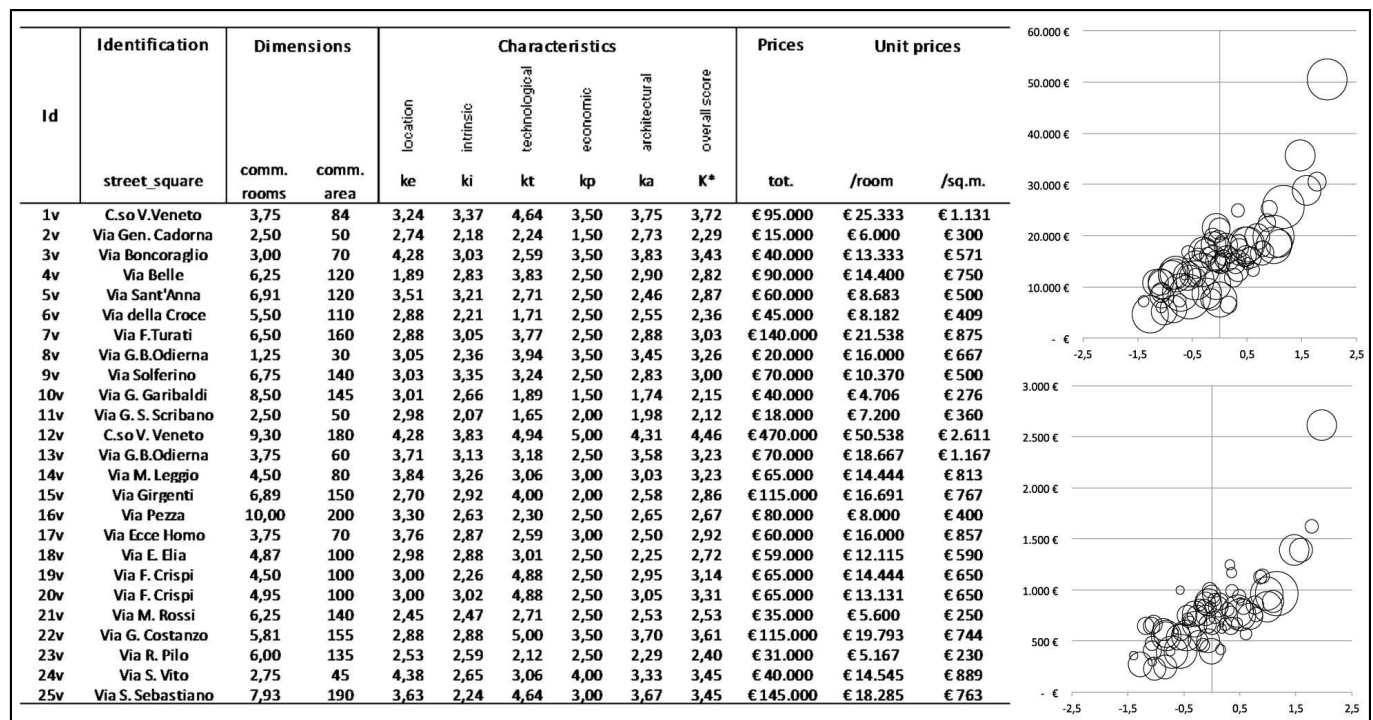 Identification Dimensions Characteristics Prices Unit prices
Id location intrinsic technological economic architectural overall score
street_square comm. rooms comm. area ke ki kt kp ka K* tot. /room /sq.m.
1v C.so V.Veneto 3,75 84 3,24 3,37 4,64 3,50 3,75 3,72 € 95.000 € 25.333 € 1.131
2v Via Gen. Cadorna 2,50 50 2,74 2,18 2,24 1,50 2,73 2,29 € 15.000 € 6.000 € 300
3v Via Boncoraglio 3,00 70 4,28 3,03 2,59 3,50 3,83 3,43 € 40.000 € 13.333 € 571
4v Via Belle 6,25 120 1,89 2,83 3,83 2,50 2,90 2,82 € 90.000 € 14.400 € 750
5v Via Sant'Anna 6,91 120 3,51 3,21 2,71 2,50 2,46 2,87 € 60.000 € 8.683 € 500
6v Via della Croce 5,50 110 2,88 2,21 1,71 2,50 2,55 2,36 € 45.000 € 8.182 € 409
7v Via F.Turati 6,50 160 2,88 3,05 3,77 2,50 2,88 3,03 € 140.000 € 21.538 € 875
8v Via G.B.Odierna 1,25 30 3,05 2,36 3,94 3,50 3,45 3,26 € 20.000 € 16.000 € 667
9v Via Solferino 6,75 140 3,03 3,35 3,24 2,50 2,83 3,00 € 70.000 € 10.370 € 500
10v Via G. Garibaldi 8,50 145 3,01 2,66 1,89 1,50 1,74 2,15 € 40.000 € 4.706 € 276
11v Via G. S. Scribano 2,50 50 2,98 2,07 1,65 2,00 1,98 2,12 € 18.000 € 7.200 € 360
12v C.so V. Veneto 9,30 180 4,28 3,83 4,94 5,00 4,31 4,46 € 470.000 € 50.538 € 2.611
13v Via G.B.Odierna 3,75 60 3,71 3,13 3,18 2,50 3,58 3,23 € 70.000 € 18.667 € 1.167
14v Via M. Leggio 4,50 80 3,84 3,26 3,06 3,00 3,03 3,23 € 65.000 € 14.444 € 813
15v Via Girgenti 6,89 150 2,70 2,92 4,00 2,00 2,58 2,86 € 115.000 € 16.691 € 767
16v Via Pezza 10,00 200 3,30 2,63 2,30 2,50 2,65 2,67 € 80.000 € 8.000 € 400
17v Via Ecce Homo 3,75 70 3,76 2,87 2,59 3,00 2,50 2,92 € 60.000 € 16.000 € 857
18v Via E. Elia 4,87 100 2,98 2,88 3,01 2,50 2,25 2,72 € 59.000 € 12.115 € 590
19v Via F. Crispi 4,50 100 3,00 2,26 4,88 2,50 2,95 3,14 € 65.000 € 14.444 € 650
20v Via F. Crispi 4,95 100 3,00 3,02 4,88 2,50 3,05 3,31 € 65.000 € 13.131 € 650
21v Via M. Rossi 6,25 140 2,45 2,47 2,71 2,50 2,53 2,53 € 35.000 € 5.600 € 250
22v Via G. Costanzo 5,81 155 2,88 2,88 5,00 3,50 3,70 3,61 € 115.000 € 19.793 € 744
23v Via R. Pilo 6,00 135 2,53 2,59 2,12 2,50 2,29 2,40 € 31.000 € 5.167 € 230
24v Via S. Vito 2,75 45 4,38 2,65 3,06 4,00 3,33 3,45 € 40.000 € 14.545 € 889
25v Via S. Sebastiano 7,93 190 3,63 2,24 4,64 3,00 3,67 3,45 € 145.000 € 18.285 € 763
60.000 €
50.000 €
40.000 €
30.000 €
20.000 €
10.000 €
- €
-2,5 -1,5 -0,5 0,5 1,5 2,5
3.000 €
2.500 €
2.000 €
1.500 €
1.000 €
500 €
- €
-2,5 -1,5 -0,5 0,5 1,5 2,5